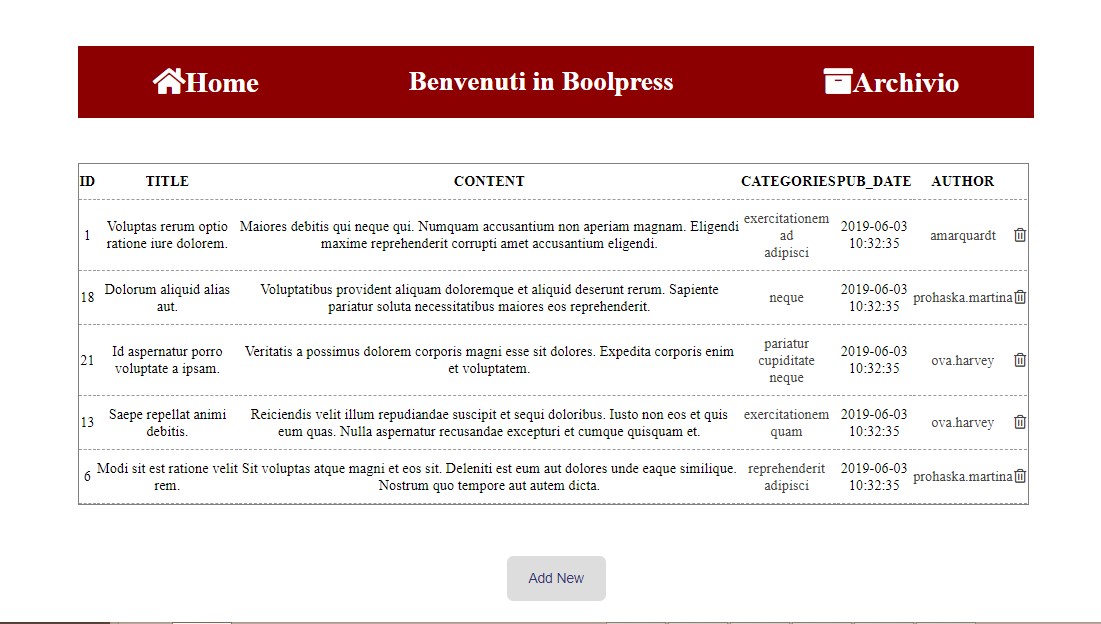 Home Benvenuti in Boolpress Archivio
ID TITLE CONTENT CATEGORIES PUB_DATE AUTHOR
1 Voluptas rerum optio ratione iure dolorem. Maiores debitis qui neque qui. Numquam accusantium non aperiam magnam. Eligendi maxime reprehenderit corrupti amet accusantium eligendi. exercitationem ad adipisci 2019-06-03 10:32:35 amarquardt
18 Dolorum aliquid alias aut. Voluptatibus provident aliquam doloremque et aliquid deserunt rerum. Sapiente pariatur soluta necessitatibus maiores eos reprehenderit. neque 2019-06-03 10:32:35 prohaska.martina
21 Id aspernatur porro voluptate a ipsam. Veritatis a possimus dolorem corporis magni esse sit dolores. Expedita corporis enim et voluptatem. pariatur cupiditate neque 2019-06-03 10:32:35 ova.harvey
13 Saepe repellat animi debitis. Reiciendis velit illum repudiandae suscipit et sequi doloribus. Iusto non eos et quis eum quas. Nulla aspernatur recusandae excepturi et cumque quisquam et. exercitationem quam 2019-06-03 10:32:35 ova.harvey
6 Modi sit est ratione velit rem. Sit voluptas atque magni et eos sit. Deleniti est eum aut dolores unde eaque similique. Nostrum quo tempore aut autem dicta. reprehenderit adipisci 2019-06-03 10:32:35 prohaska.martina
Add New